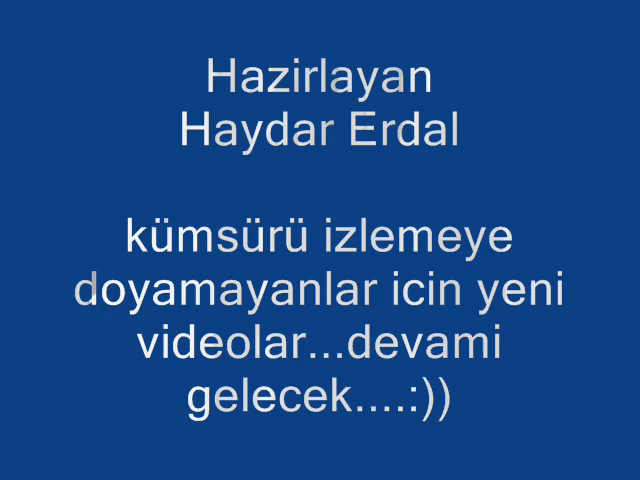 Hazirlayan
Haydar Erdal
kümsürü izlemeye
doyamayanlar icin yeni
videolar...devami
gelecek....:))